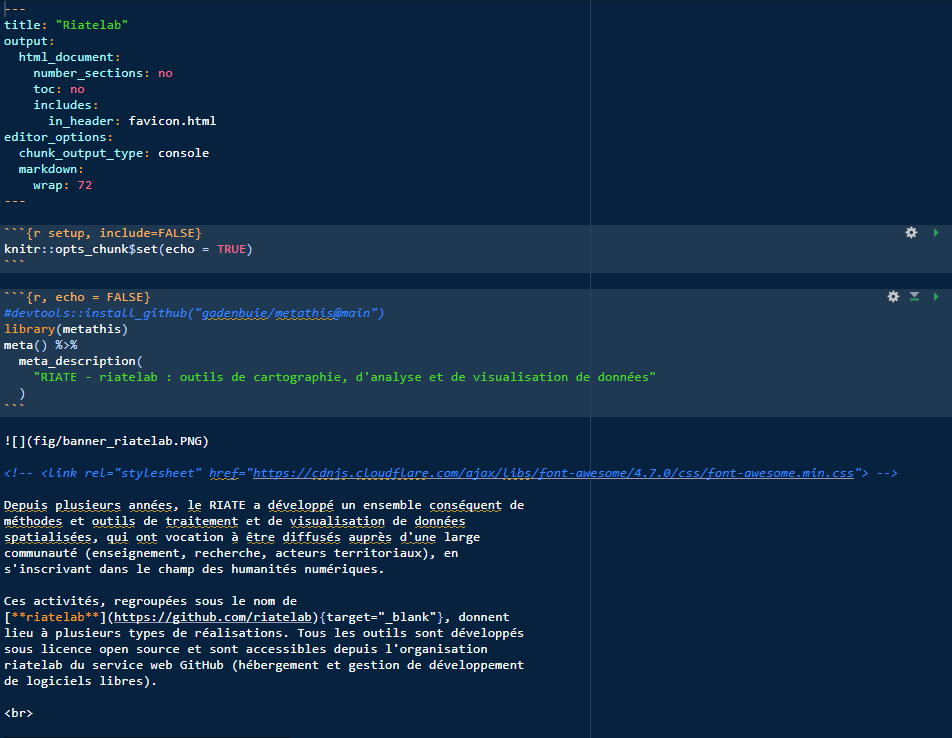 ---
title: "Riatelab"
output:
  html_document:
    number_sections: no
    toc: no
    includes:
      in_header: favicon.html
editor_options:
  chunk_output_type: console
  markdown:
    wrap: 72
---
```{r setup, include=FALSE}
knitr::opts_chunk$set(echo = TRUE)
```
```{r, echo = FALSE}
#devtools::install_github("gadenbuie/metathis@main")
library(metathis)
meta() %>%
  meta_description(
    "RIATE - riatelab : outils de cartographie, d'analyse et de visualisation de données"
  )
```
![](fig/banner_riatelab.PNG)
<!-- <link rel="stylesheet" href="https://cdnjs.cloudflare.com/ajax/libs/font-awesome/4.7.0/css/font-awesome.min.css"> -->
Depuis plusieurs années, le RIATE a développé un ensemble conséquent de
méthodes et outils de traitement et de visualisation de données
spatialisées, qui ont vocation à être diffusés auprès d'une large
communauté (enseignement, recherche, acteurs territoriaux), en
s'inscrivant dans le champ des humanités numériques.
Ces activités, regroupées sous le nom de
[**riatelab**](https://github.com/riatelab){target="_blank"}, donnent
lieu à plusieurs types de réalisations. Tous les outils sont développés
sous licence open source et sont accessibles depuis l'organisation
riatelab du service web GitHub (hébergement et gestion de développement
de logiciels libres).
<br>